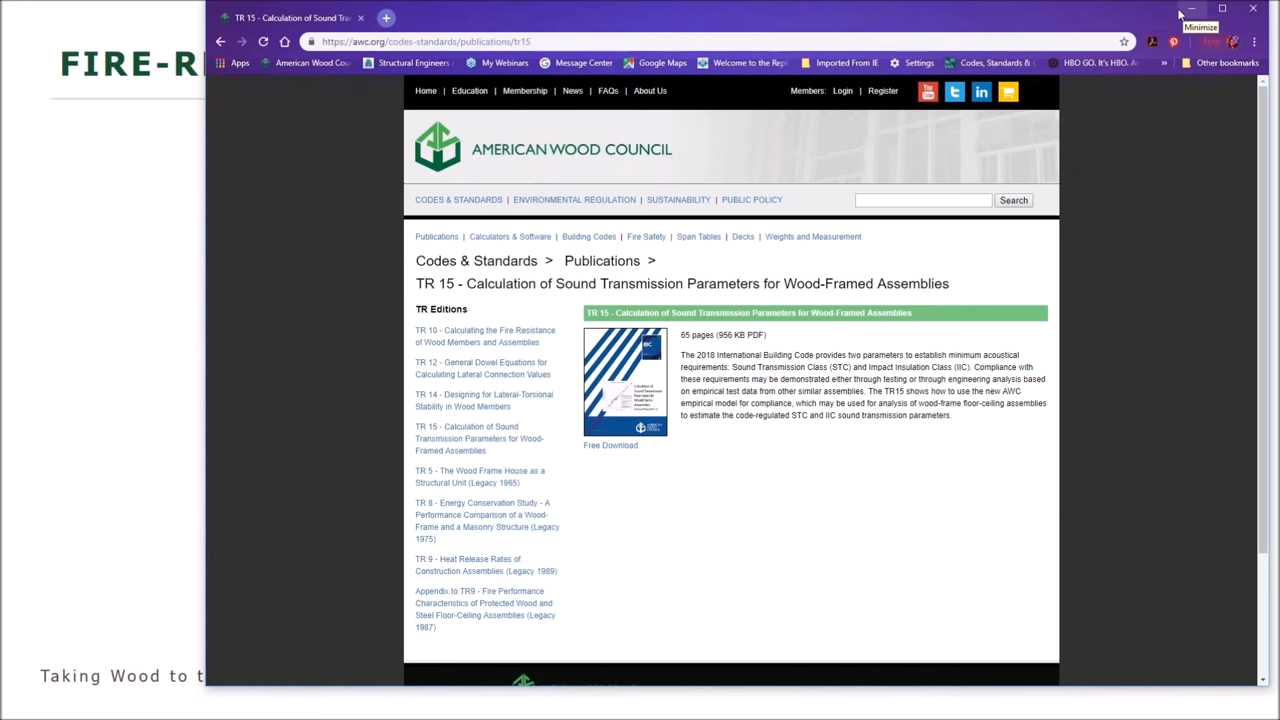 FIRE-R
TR 15 - Calculation of Sound Tra
Minimize
https://awc.org/codes-standards/publications/tr15
Apps
American Wood Cou
Structural Engineers
My Webinars
Message Center
Google Maps
Welcome to the Rep
Imported From IE
Settings
Codes, Standards &
HBO GO. It's HBO. A
»
Other bookmarks
Home | Education | Membership | News | FAQs | About Us
Members: Login | Register
You Tube
AMERICAN WOOD COUNCIL
CODES & STANDARDS | ENVIRONMENTAL REGULATION | SUSTAINABILITY | PUBLIC POLICY
Search
Publications | Calculators & Software | Building Codes | Fire Safety | Span Tables | Decks | Weights and Measurement
Codes & Standards > Publications >
TR 15 - Calculation of Sound Transmission Parameters for Wood-Framed Assemblies
TR Editions
TR 10 - Calculating the Fire Resistance
of Wood Members and Assemblies
TR 12 - General Dowel Equations for
Calculating Lateral Connection Values
TR 14 - Designing for Lateral-Torsional
Stability in Wood Members
TR 15 - Calculation of Sound
Transmission Parameters for Wood-
Framed Assemblies
TR 5 - The Wood Frame House as a
Structural Unit (Legacy 1965)
TR 8 - Energy Conservation Study - A
Performance Comparison of a Wood-
Frame and a Masonry Structure (Legacy
1975)
TR 9 - Heat Release Rates of
Construction Assemblies (Legacy 1989)
Appendix to TR9 - Fire Performance
Characteristics of Protected Wood and
Steel Floor-Ceiling Assemblies (Legacy
1987)
TR 15 - Calculation of Sound Transmission Parameters for Wood-Framed Assemblies
65 pages (956 KB PDF)
The 2018 International Building Code provides two parameters to establish minimum acoustical
requirements: Sound Transmission Class (STC) and Impact Insulation Class (IIC). Compliance with
these requirements may be demonstrated either through testing or through engineering analysis based
on empirical test data from other similar assemblies. The TR15 shows how to use the new AWC
empirical model for compliance, which may be used for analysis of wood-frame floor-ceiling assemblies
to estimate the code-regulated STC and IIC sound transmission parameters.
Free Download
Taking Wood to t